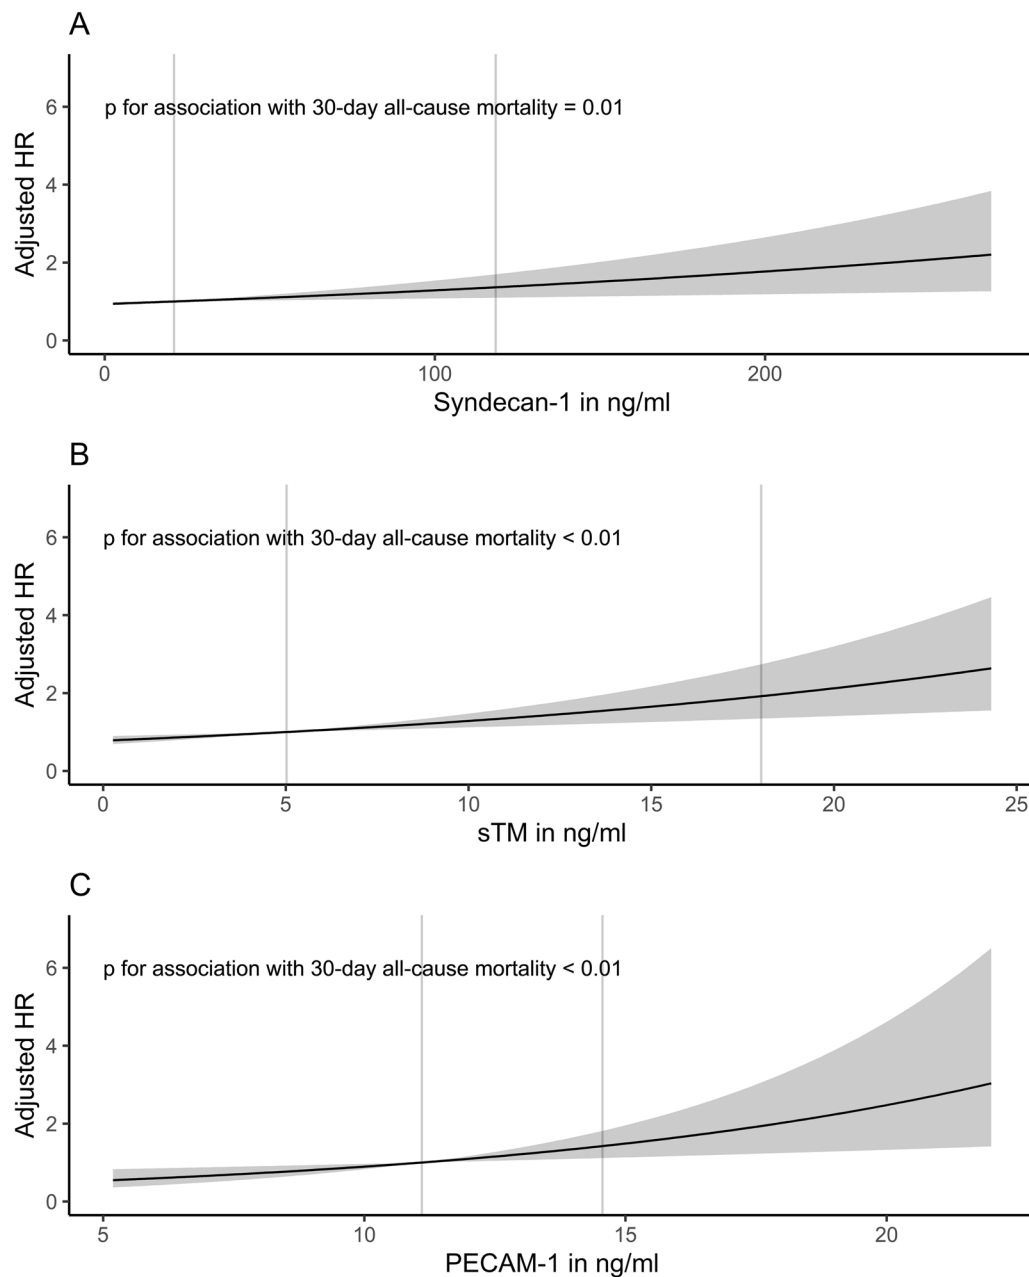 A
p for association with 30-day all-cause mortality = 0.01
Adjusted HR
6
4
2
0
0 100 200
Syndecan-1 in ng/ml
B
p for association with 30-day all-cause mortality < 0.01
Adjusted HR
6
4
2
0
0 5 10 15 20 25
sTM in ng/ml
C
p for association with 30-day all-cause mortality < 0.01
Adjusted HR
6
4
2
0
5 10 15 20
PECAM-1 in ng/ml